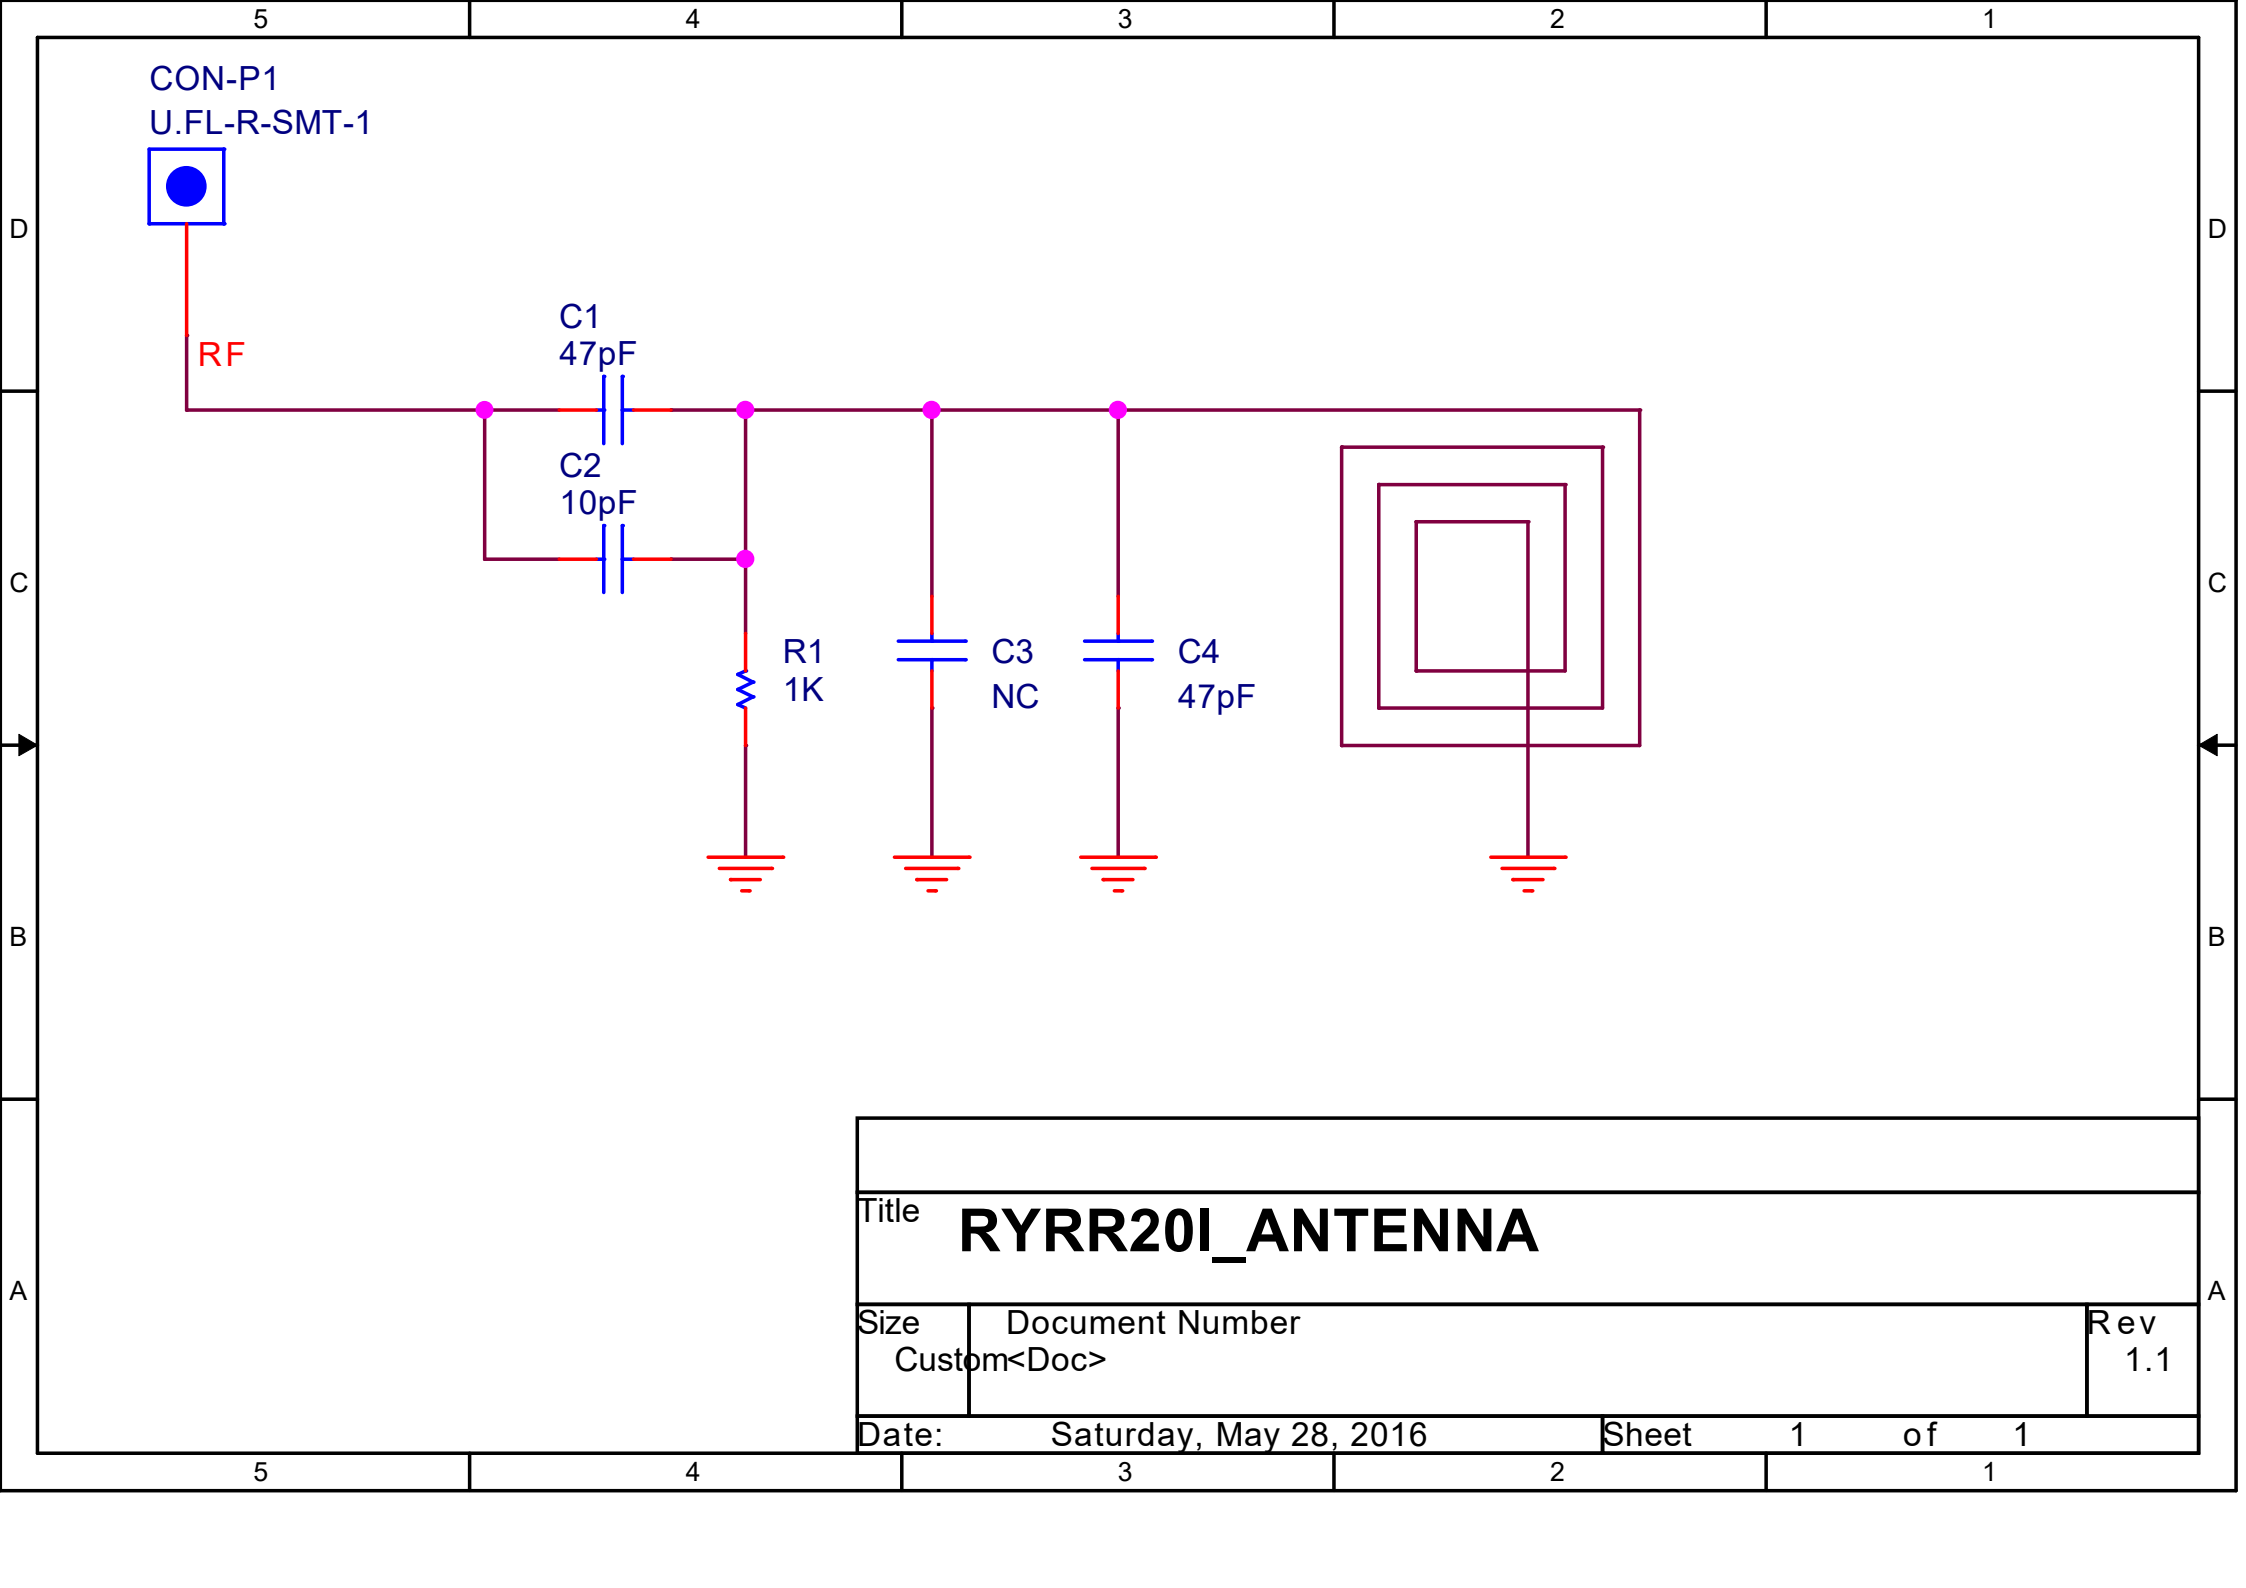 5 4 3 2 1
CON-P1
U.FL-R-SMT-1
D D
C1
47pF
RF
C2
10pF
C C
R1
1K
C3
NC
C4
47pF
B B
Title RYRR20I_ANTENNA
A A
Size Document Number Rev
Custom <Doc> 1.1
Date: Saturday, May 28, 2016 Sheet 1 of 1
5 4 3 2 1